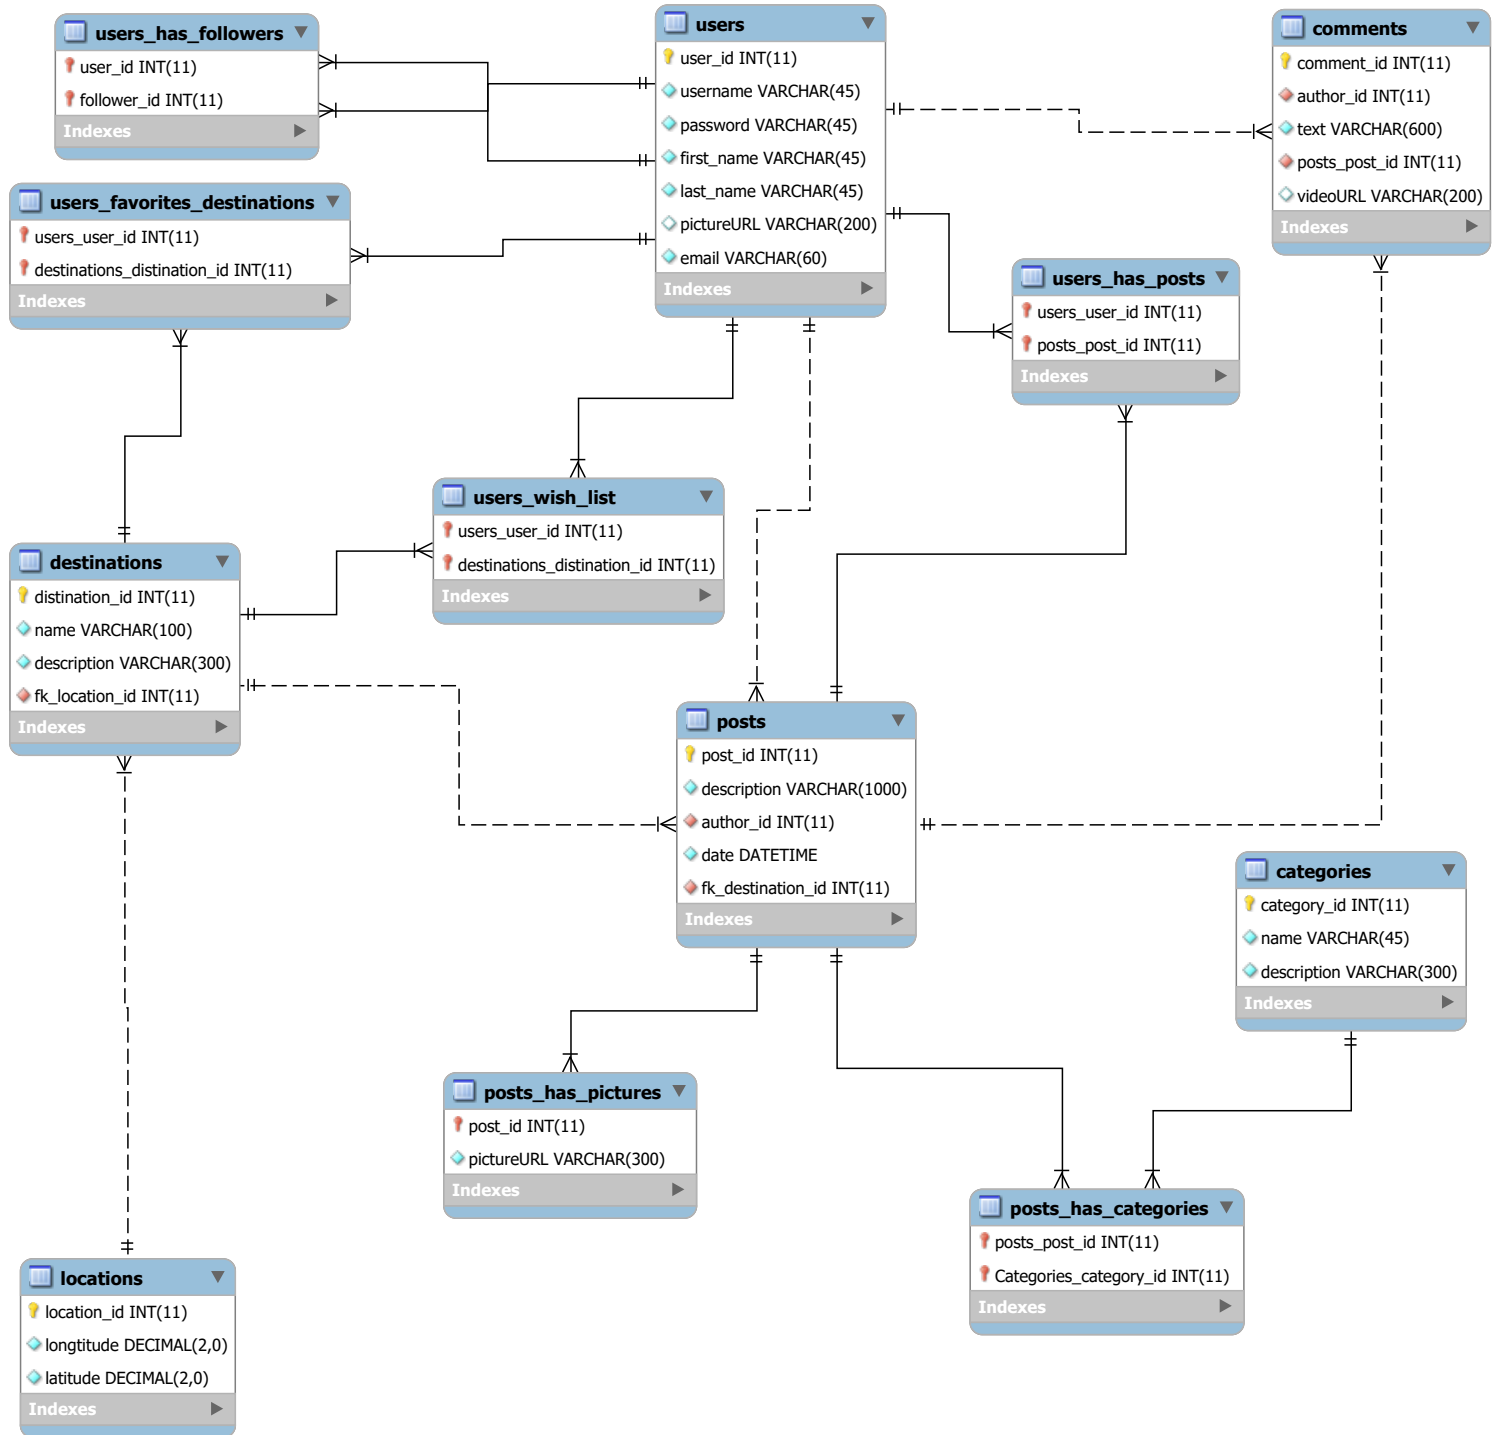 users_has_followers
user_id INT(11)
follower_id INT(11)
Indexes
users
user_id INT(11)
username VARCHAR(45)
password VARCHAR(45)
first_name VARCHAR(45)
last_name VARCHAR(45)
pictureURL VARCHAR(200)
email VARCHAR(60)
Indexes
comments
comment_id INT(11)
author_id INT(11)
text VARCHAR(600)
posts_post_id INT(11)
videoURL VARCHAR(200)
Indexes
users_favorites_destinations
users_user_id INT(11)
destinations_distination_id INT(11)
Indexes
users_has_posts
users_user_id INT(11)
posts_post_id INT(11)
Indexes
users_wish_list
users_user_id INT(11)
destinations_distination_id INT(11)
Indexes
destinations
distination_id INT(11)
name VARCHAR(100)
description VARCHAR(300)
fk_location_id INT(11)
Indexes
posts
post_id INT(11)
description VARCHAR(1000)
author_id INT(11)
date DATETIME
fk_destination_id INT(11)
Indexes
categories
category_id INT(11)
name VARCHAR(45)
description VARCHAR(300)
Indexes
posts_has_pictures
post_id INT(11)
pictureURL VARCHAR(300)
Indexes
posts_has_categories
posts_post_id INT(11)
Categories_category_id INT(11)
Indexes
locations
location_id INT(11)
longtitude DECIMAL(2,0)
latitude DECIMAL(2,0)
Indexes